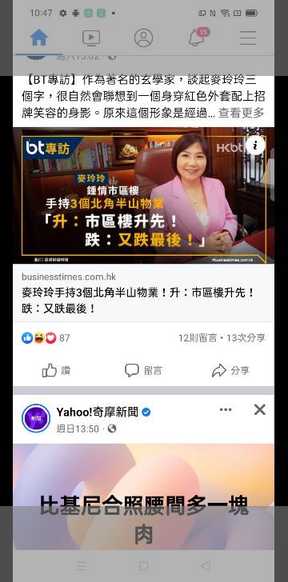 10:47
15
週六15:02
【BT專訪】作為著名的玄學家，談起麥玲玲三
個字，很自然會聯想到一個身穿紅色外套配上招
牌笑容的身影。原來這個形象是經過... 查看更多
bt專訪
HKbt
麥玲玲
鍾情市區樓
手持3個北角半山物業
「升：市區樓升先！
跌：又跌最後！」
businesstimes.com.hk
麥玲玲手持3個北角半山物業！升：市區樓升先！
跌：又跌最後！
87
12則留言・13次分享
讚
留言
分享
Yahoo!奇摩新聞
週日13:50
比基尼合照腰間多一塊
肉